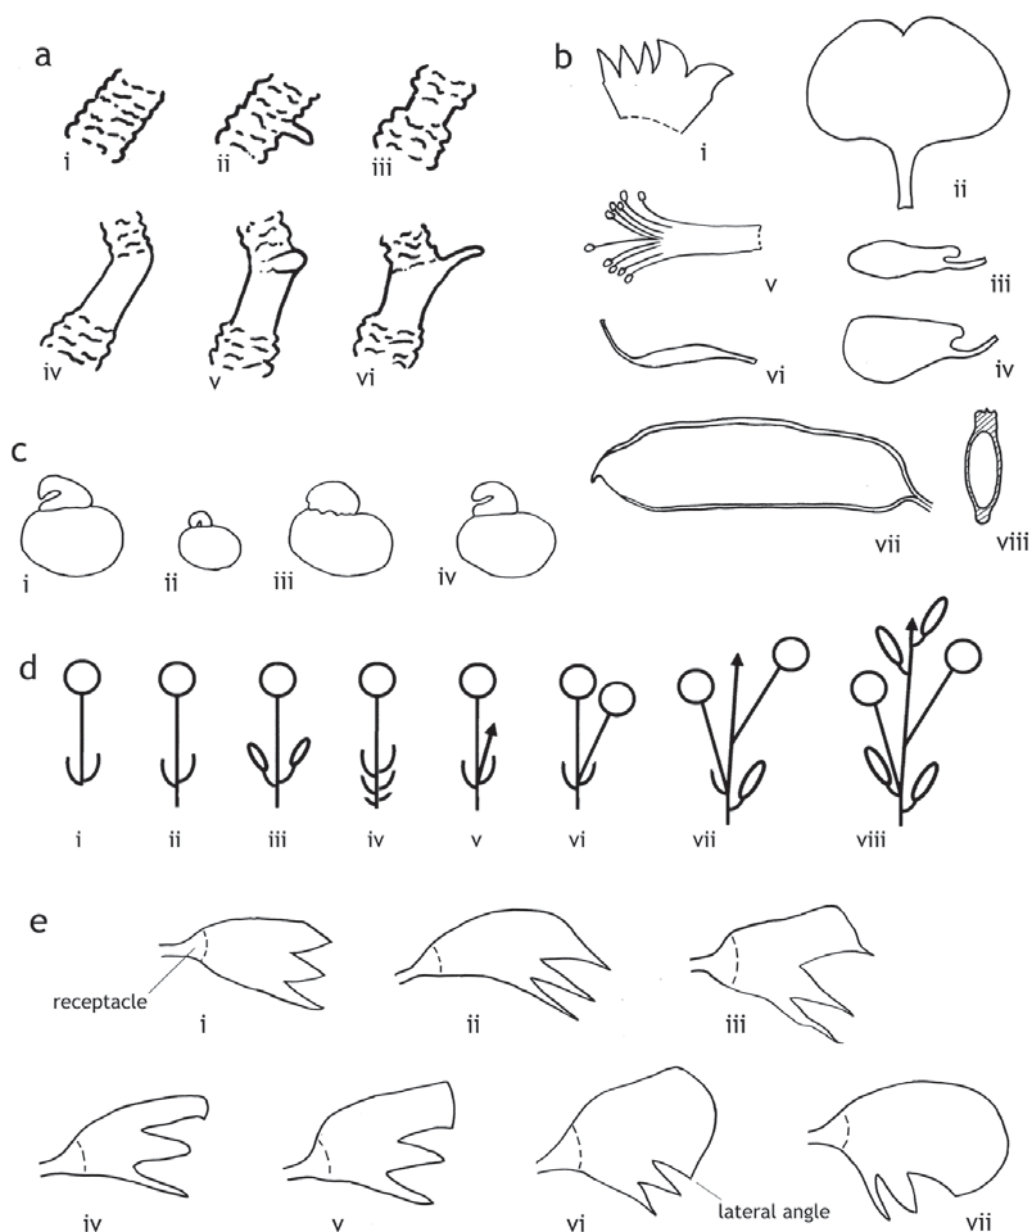 a
i ii iii
iv v vi
b
i ii
iii
iv
v
vi
vii viii
c
i ii iii iv
d
i ii iii iv v vi vii viii
e
receptacle
i ii iii
iv v vi vii
lateral angle